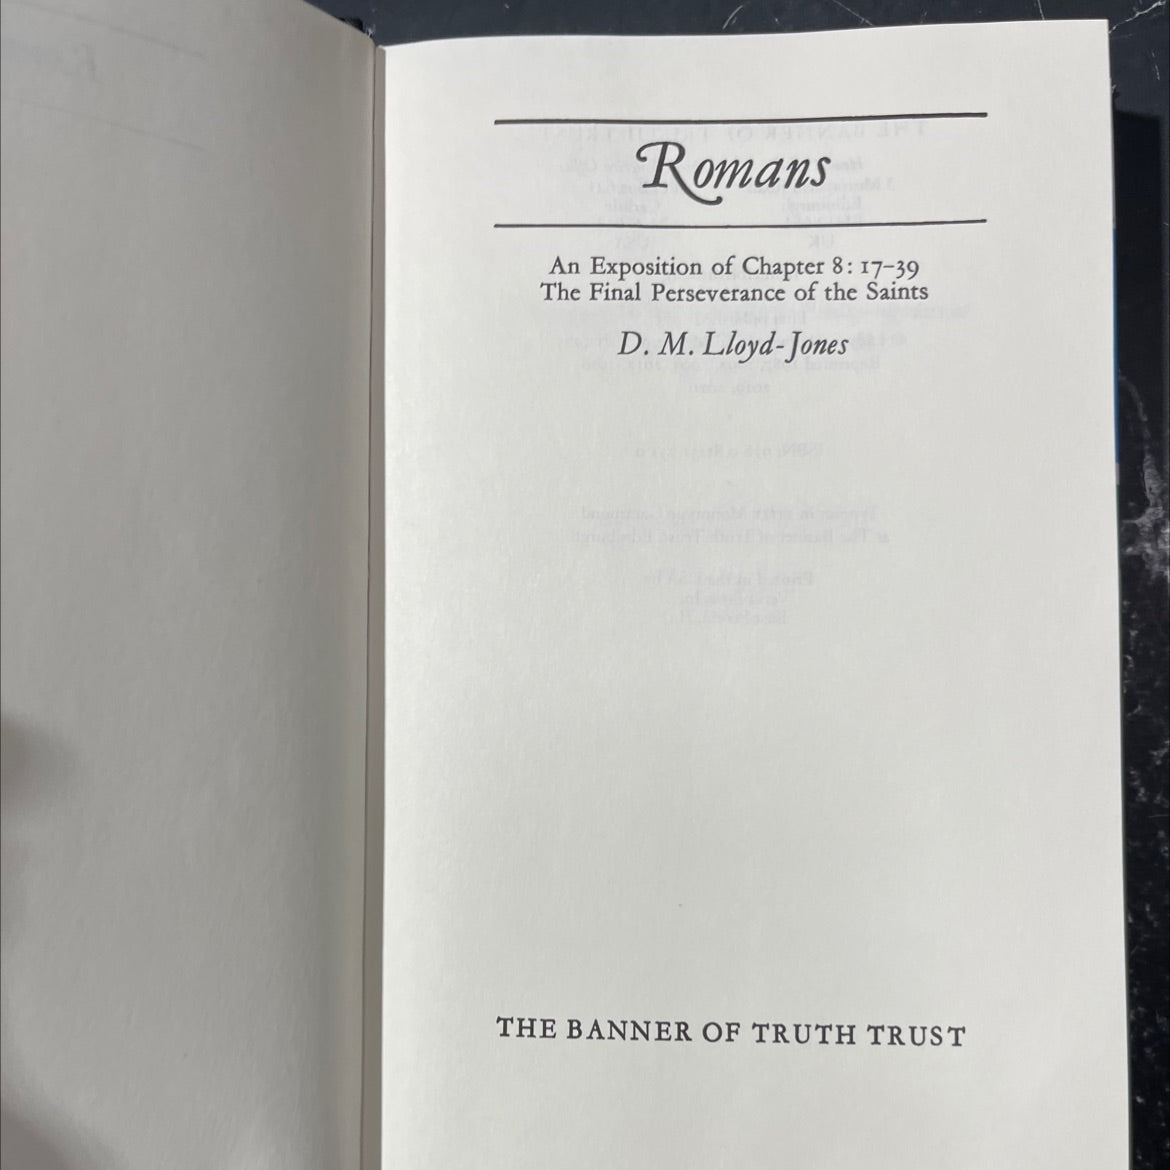 Romans
An Exposition of Chapter 8: 17–39
The Final Perseverance of the Saints
D. M. Lloyd-Jones
THE BANNER OF TRUTH TRUST